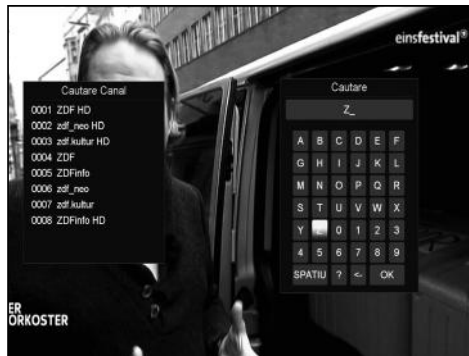 einsfestival
Cautare Canal
0001 ZDF HD
0002 zdf_neo HD
0003 zdf.kultur HD
0004 ZDF
0005 ZDFinfo
0006 zdf_neo
0007 zdf.kultur
0008 ZDFinfo HD
Cautare
Z_
A B C D E F
G H I J K L
M N O P Q R
S T U V W X
Y Z 0 1 2 3
4 5 6 7 8 9
SPATIU ? <- OK
ER
ORKOSTER